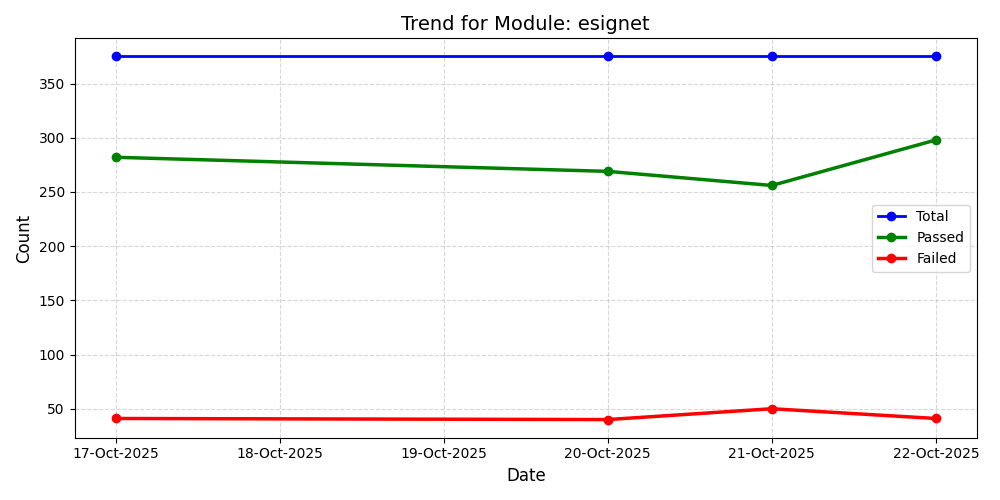 Trend for Module: esignet
Count
350
300
250
200
150
100
50
Total
Passed
Failed
17-Oct-2025
18-Oct-2025
19-Oct-2025
20-Oct-2025
21-Oct-2025
22-Oct-2025
Date